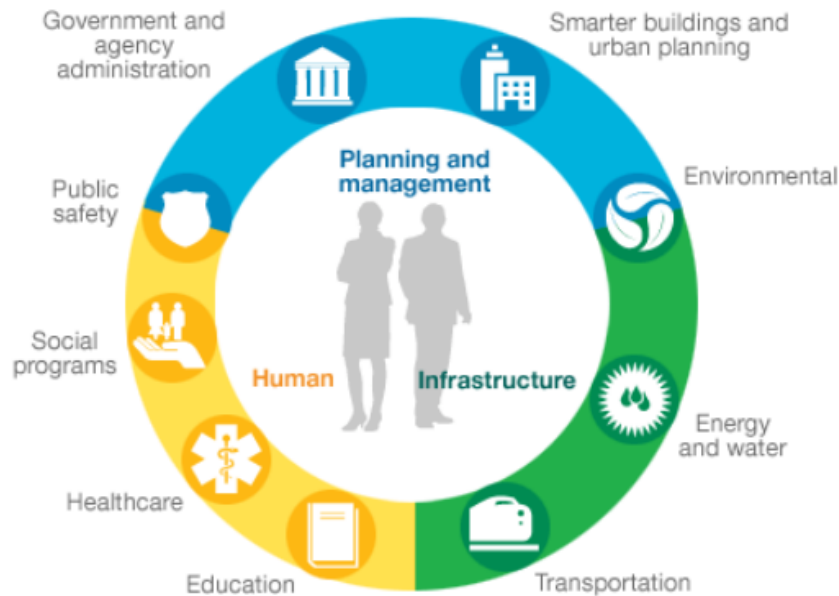 Government and
agency
administration
Smarter buildings and
urban planning
Planning and
management
Public
safety
Environmental
Social
programs
Human
Infrastructure
Energy
and water
Healthcare
Education
Transportation